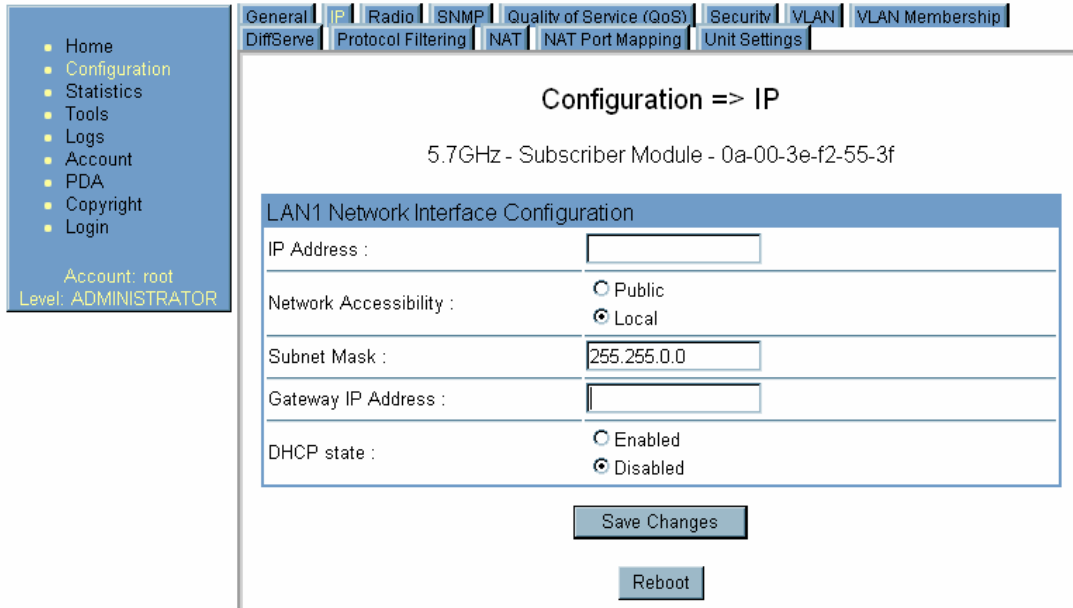 Home
Configuration
Statistics
Tools
Logs
Account
PDA
Copyright
Login
Account: root
Level: ADMINISTRATOR
General IP Radio SNMP Quality of Service (QoS) Security VLAN VLAN Membership
DiffServe Protocol Filtering NAT NAT Port Mapping Unit Settings
Configuration => IP
5.7GHz - Subscriber Module - 0a-00-3e-f2-55-3f
LAN1 Network Interface Configuration
IP Address :
Network Accessibility :
Public
Local
Subnet Mask : 255.255.0.0
Gateway IP Address :
DHCP state :
Enabled
Disabled
Save Changes
Reboot